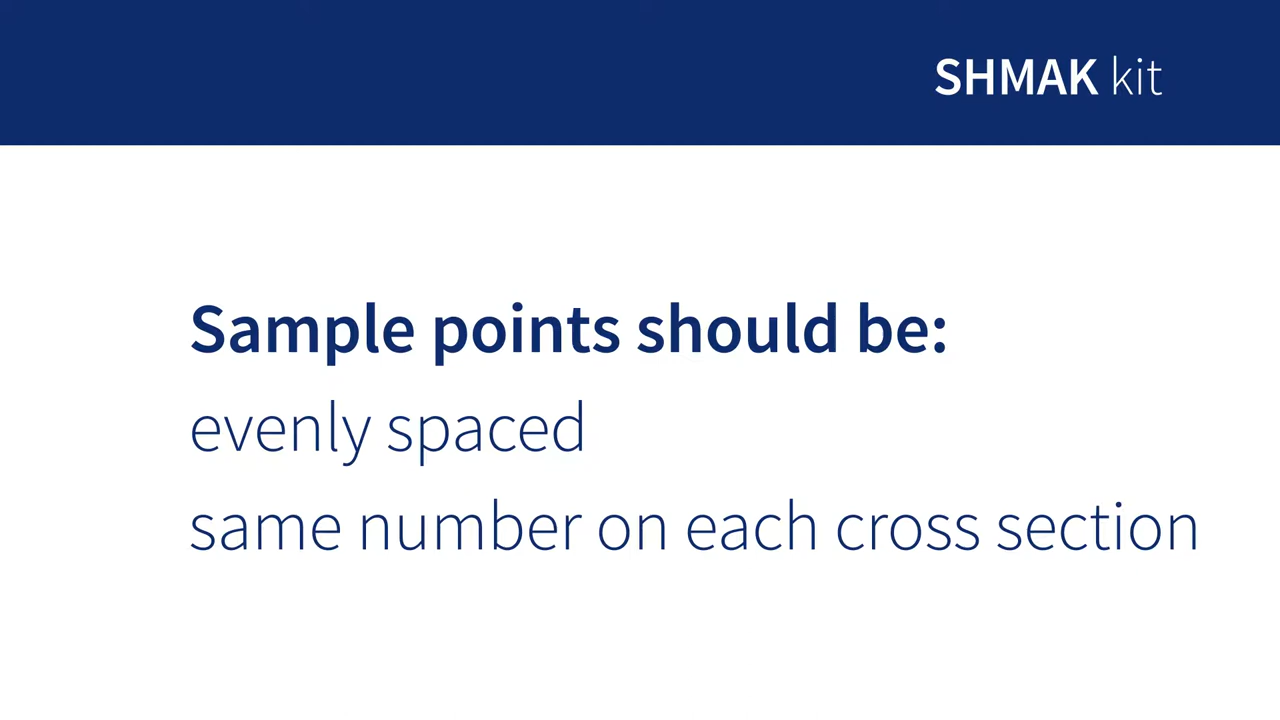 SHMAK kit
Sample points should be:
evenly spaced
same number on each cross section